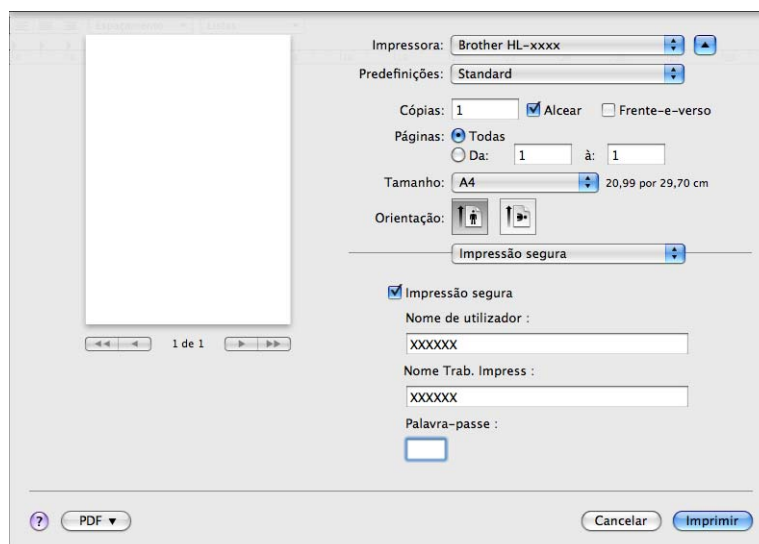 Espaçamento Listas
Impressora: Brother HL-xxxx
Predefinições: Standard
Cópias: 1 Alcear Frente-e-verso
Páginas: Todas
Da: 1 à: 1
Tamanho: A4 20,99 por 29,70 cm
Orientação:
Impressão segura
Impressão segura
Nome de utilizador :
XXXXXX
Nome Trab. Impress :
XXXXXX
Palavra-passe :
1 de 1
? PDF Cancelar Imprimir